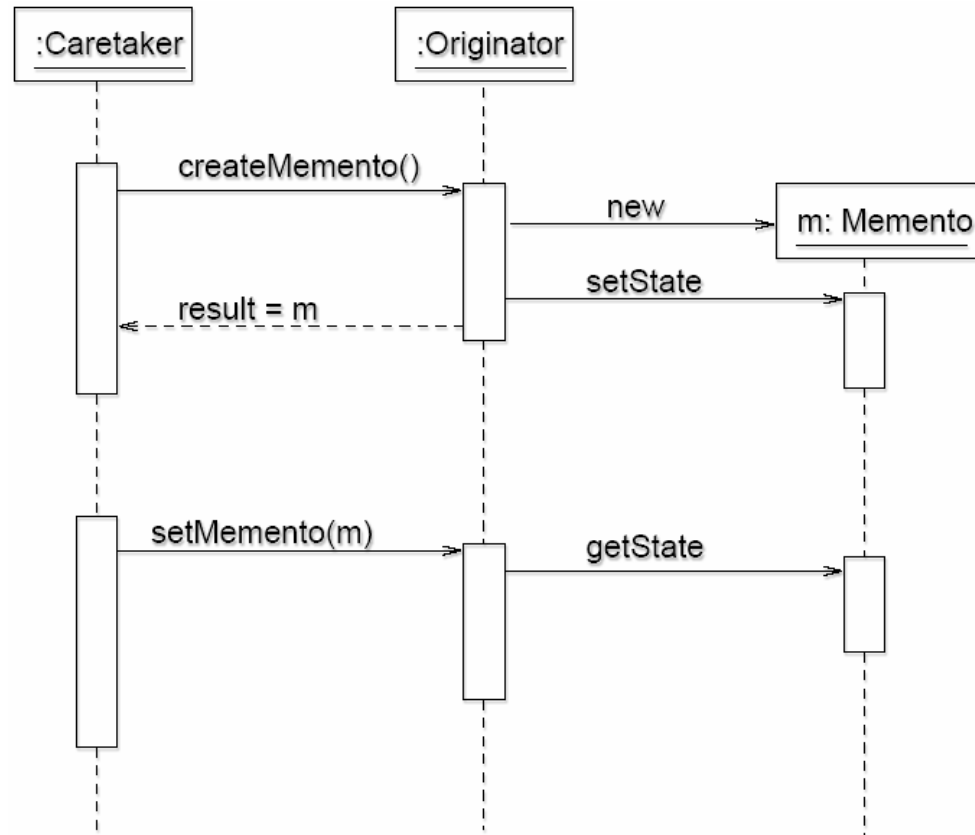 :Caretaker
:Originator
createMemento()
new
m: Memento
setState
result = m
setMemento(m)
getState